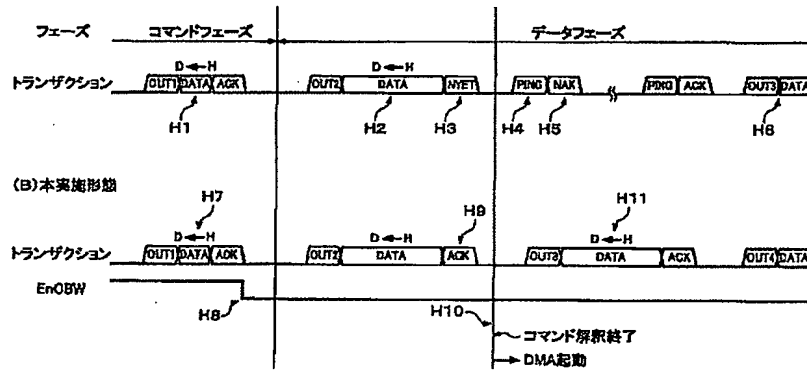 フェーズ コマンドフェーズ データフェーズ
D←H D←H
トランザクション OUT1 DATA ACK OUT2 DATA NYET PING NAK PING ACK OUT3 DATA
H1 H2 H3 H4 H5 H6
(B)本実施形態
H7 H9 H11
D←H D←H D←H
トランザクション OUT1 DATA ACK OUT2 DATA ACK OUT3 DATA ACK OUT4 DATA
EnOBW
H8 H10
コマンド解釈終了
DMA起動